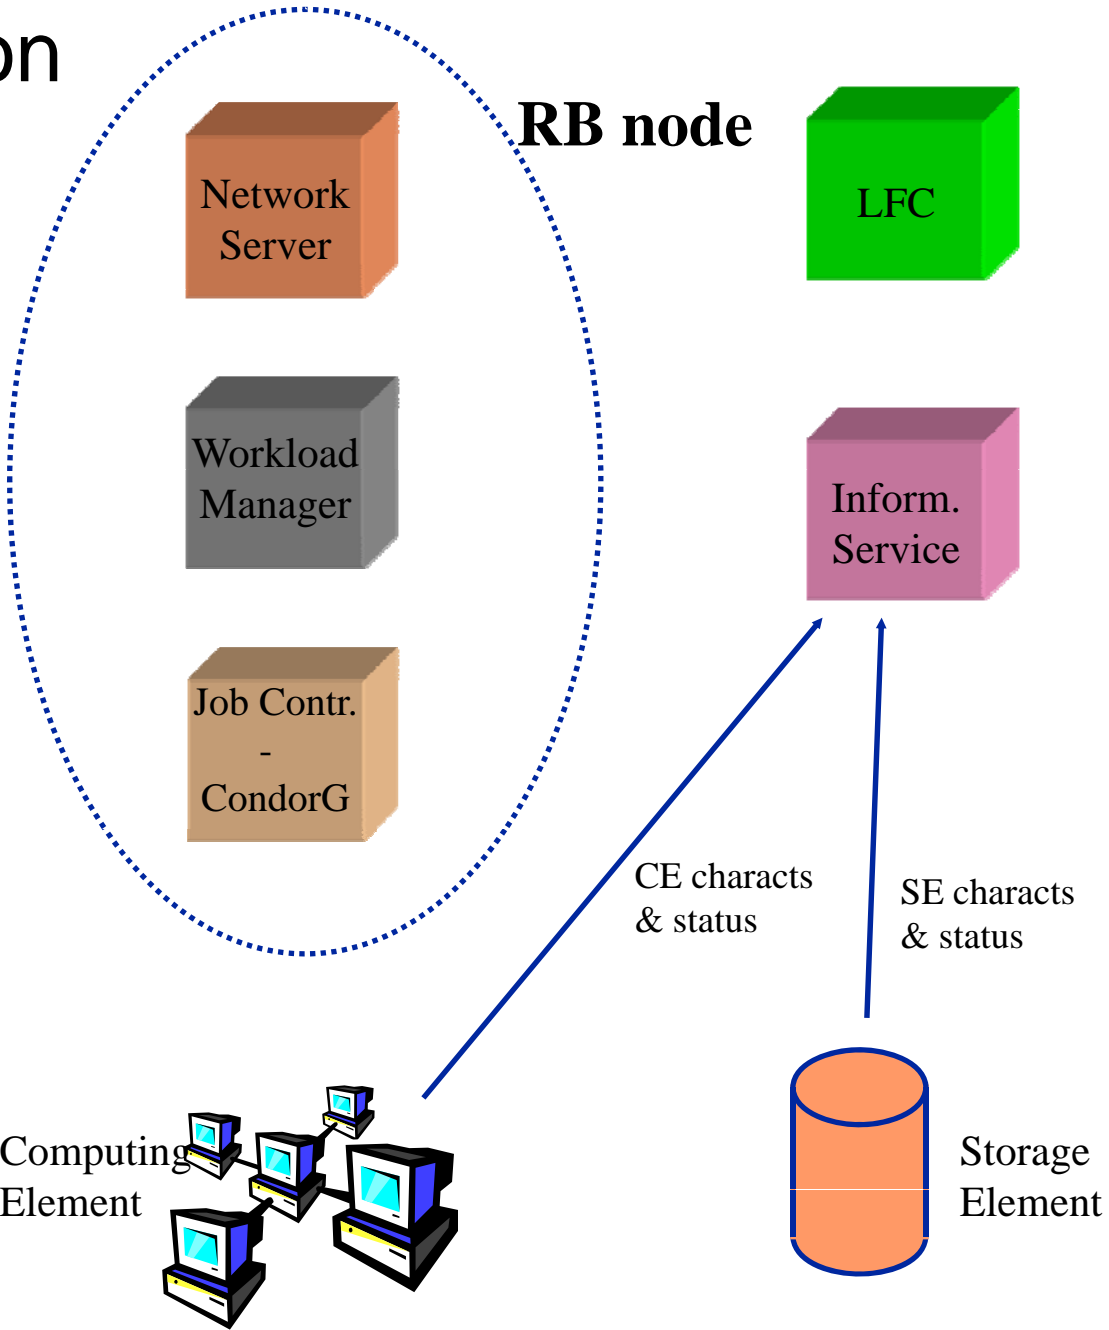 on
RB node
Network
Server
LFC
Workload
Manager
Inform.
Service
Job Contr.
-
CondorG
CE characts
& status
SE characts
& status
Computing
Element
Storage
Element